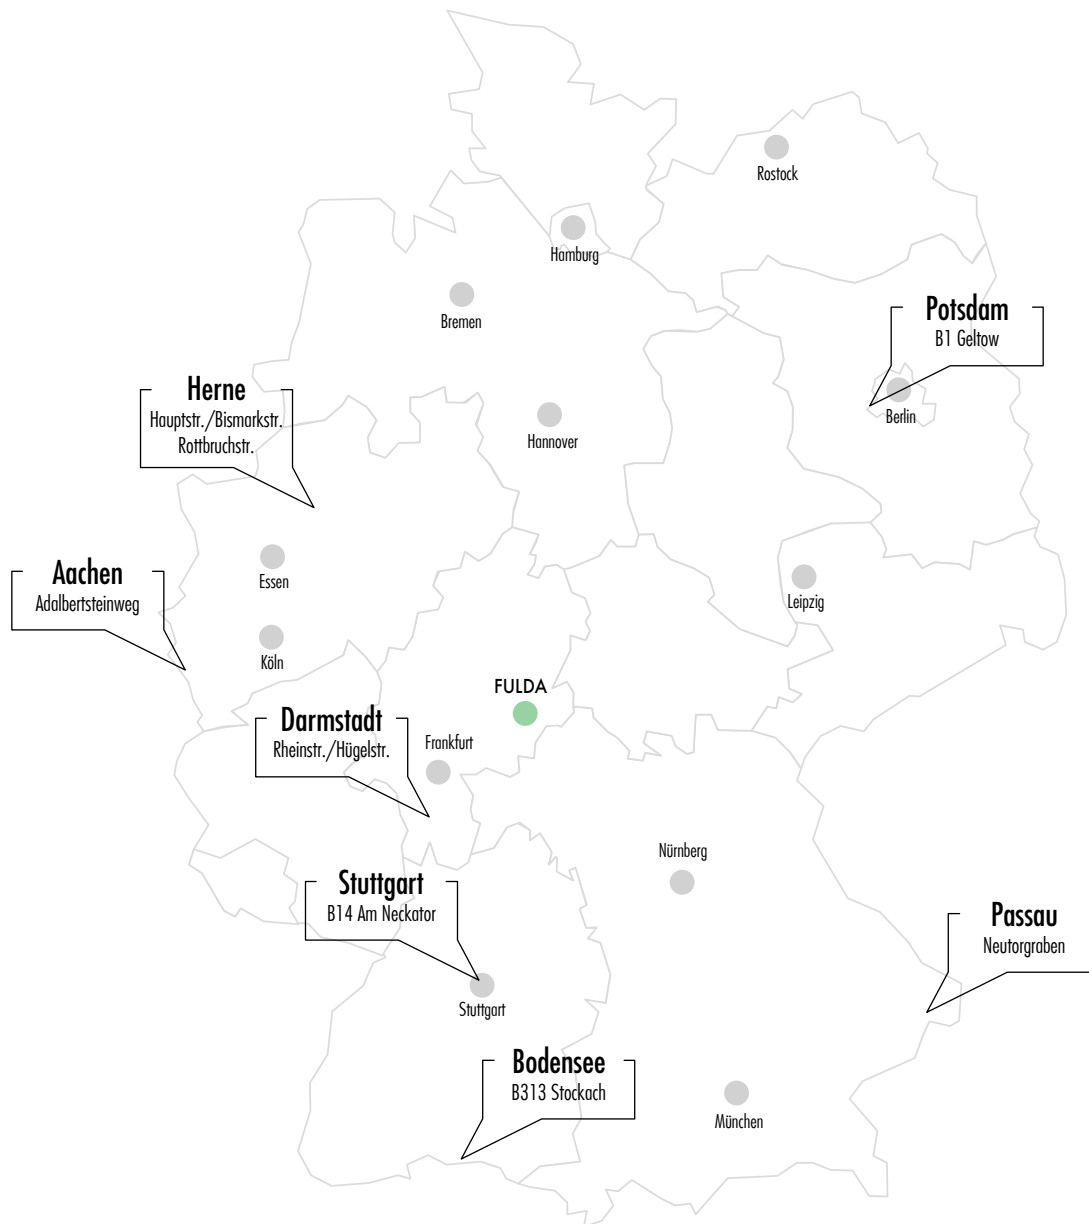 Rostock
Hamburg
Bremen
Potsdam
B1 Geltow
Herne
Hauptstr./Bismarkstr.
Rottbruchstr.
Berlin
Hannover
Aachen
Adalbertsteinweg
Essen
Leipzig
Köln
FULDA
Darmstadt
Rheinstr./Hügelstr.
Frankfurt
Nürnberg
Stuttgart
B14 Am Neckator
Passau
Neutorgraben
Stuttgart
Bodensee
B313 Stockach
München